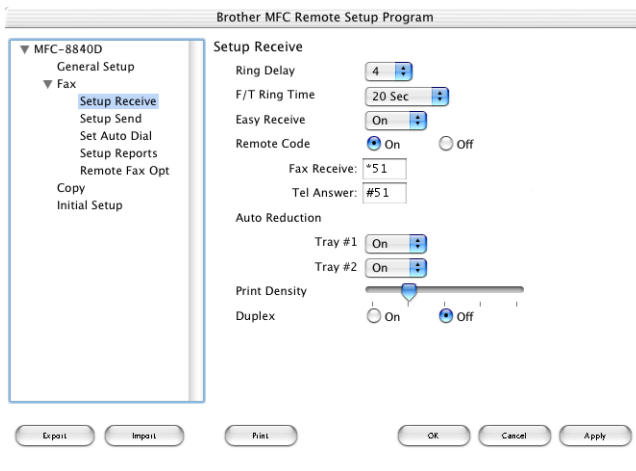 Brother MFC Remote Setup Program
MFC-8840D
General Setup
Fax
Setup Receive
Setup Send
Set Auto Dial
Setup Reports
Remote Fax Opt
Copy
Initial Setup
Setup Receive
Ring Delay 4
F/T Ring Time 20 Sec
Easy Receive On
Remote Code On Off
Fax Receive: *51
Tel Answer: #51
Auto Reduction
Tray #1 On
Tray #2 On
Print Density
Duplex On Off
Export Import Print OK Cancel Apply